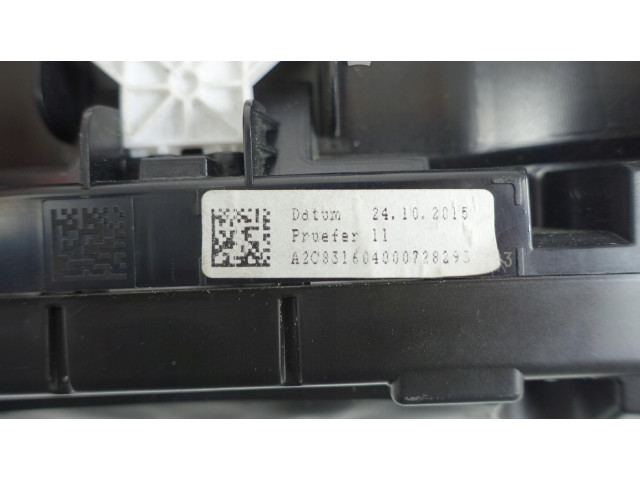 Datum 24.10.2015
Pruefer 11
A2C831604000728293